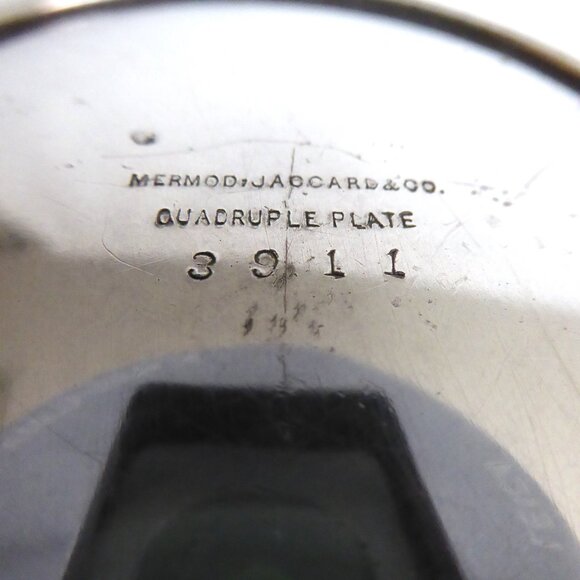 MERMOD, JACCARD & CO.
QUADRUPLE PLATE
3911